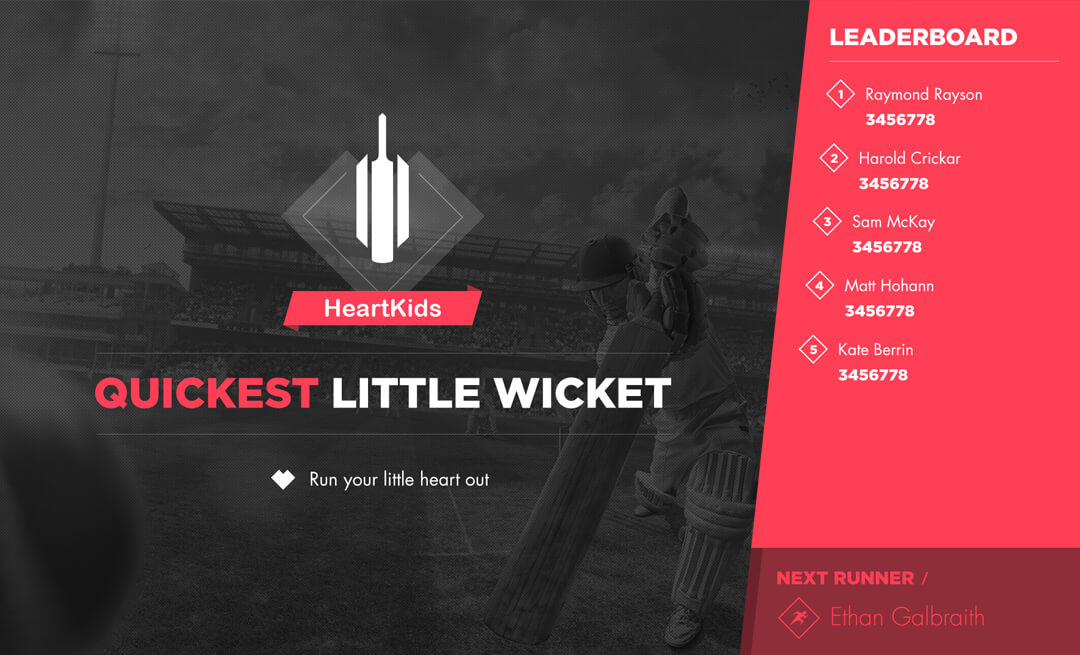 HeartKids
QUICKEST LITTLE WICKET
Run your little heart out
LEADERBOARD
1 Raymond Rayson
3456778
2 Harold Crickar
3456778
3 Sam McKay
3456778
4 Matt Hohann
3456778
5 Kate Berrin
3456778
NEXT RUNNER /
Ethan Galbraith